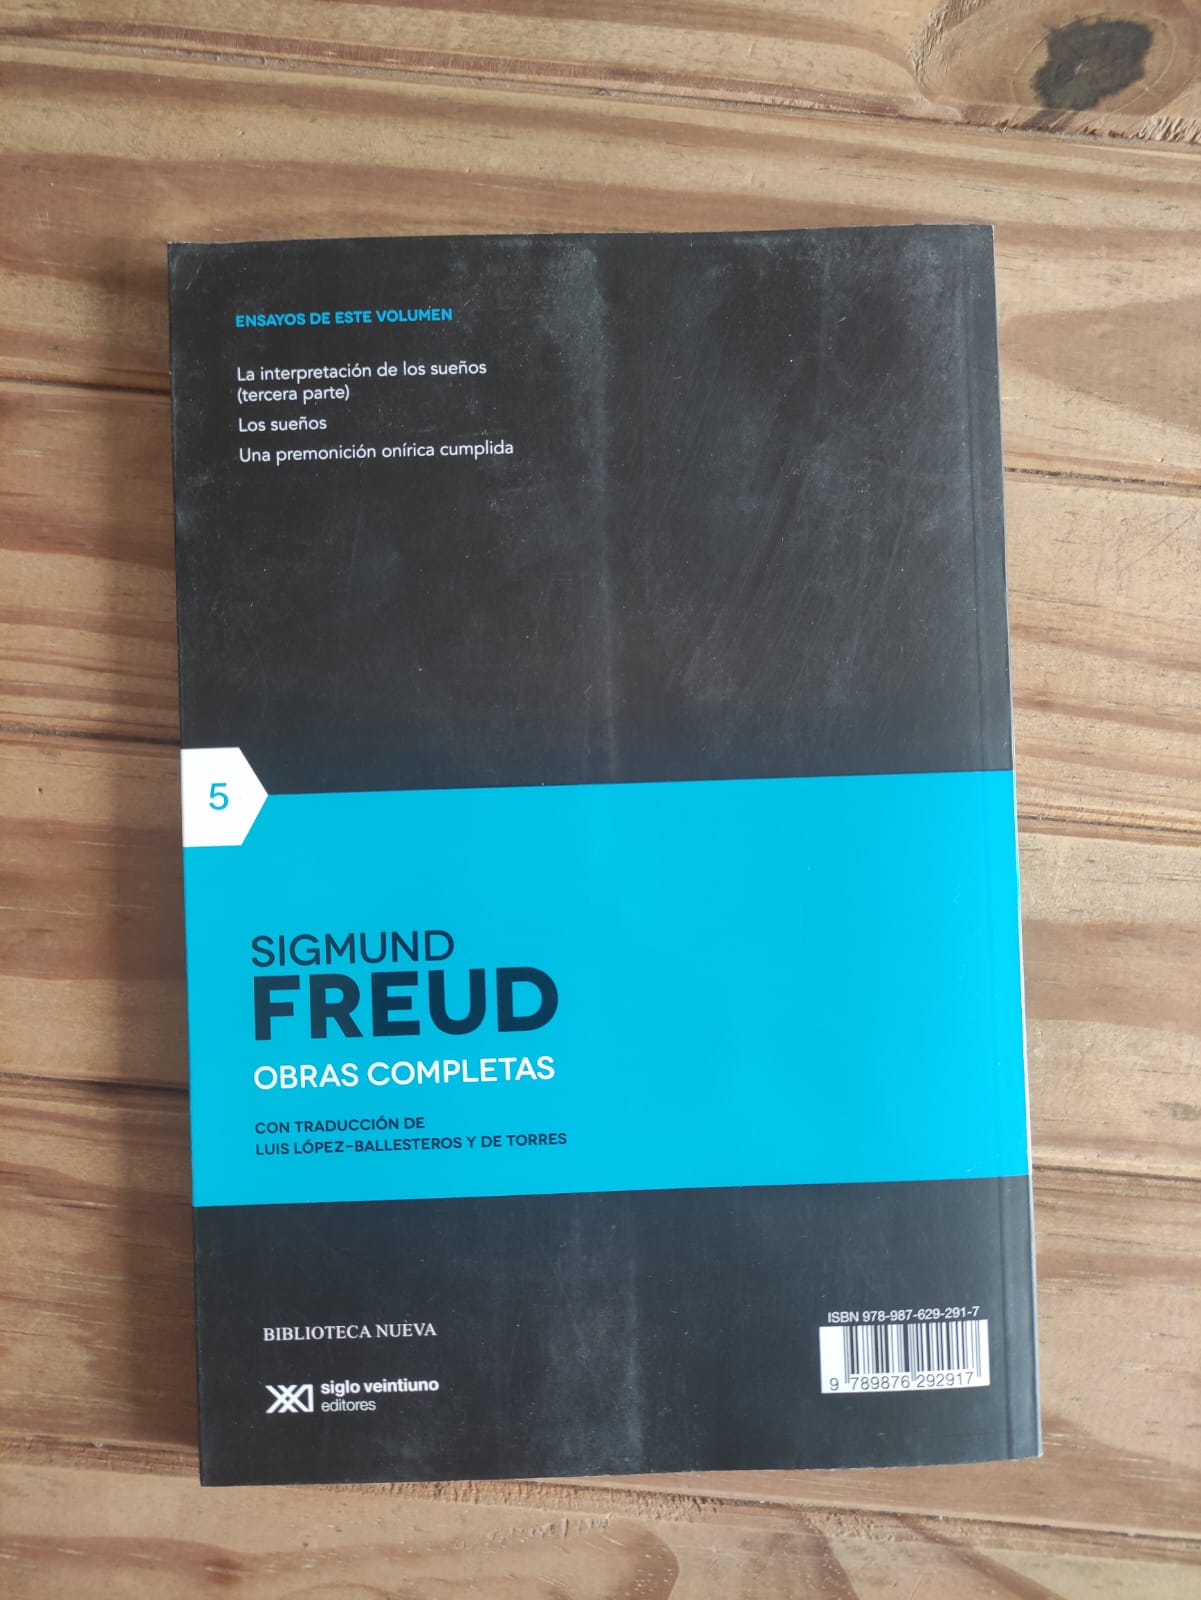 ENSAYOS DE ESTE VOLUMEN
La interpretación de los sueños
(tercera parte)
Los sueños
Una premonición onírica cumplida
5
SIGMUND
FREUD
OBRAS COMPLETAS
CON TRADUCCIÓN DE
LUIS LÓPEZ-BALLESTEROS Y DE TORRES
BIBLIOTECA NUEVA
siglo veintiuno
editores
ISBN 978-987-629-291-7
9 789876 292917